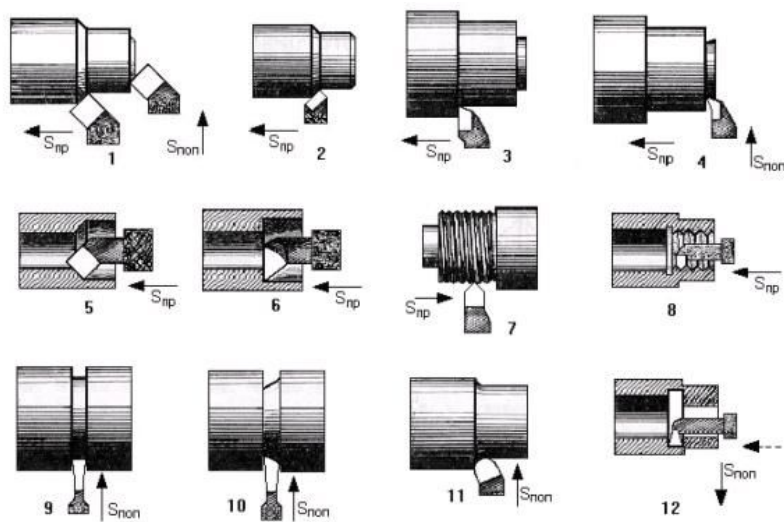 Sпр 1 Sпоп
Sпр 2
Sпр 3
Sпр 4 Sпоп
5 Sпр
6 Sпр
Sпр 7
8 Sпр
9 Sпоп
10 Sпоп
11 Sпоп
12 Sпоп